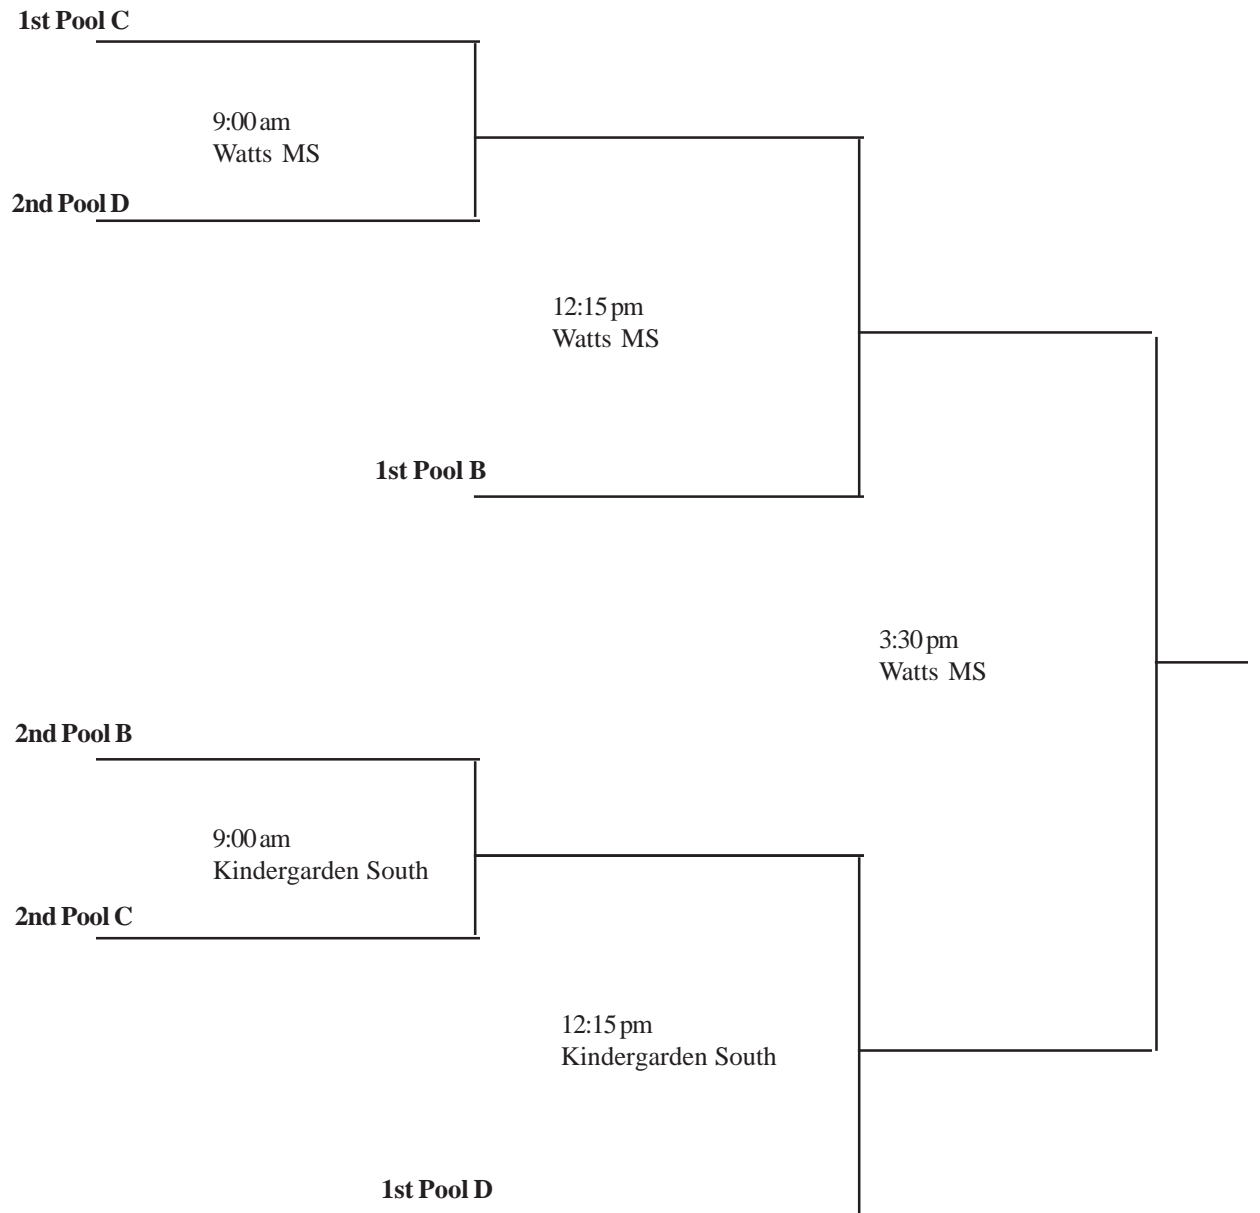 1st Pool C
9:00 am
Watts MS
2nd Pool D
12:15 pm
Watts MS
1st Pool B
3:30 pm
Watts MS
2nd Pool B
9:00 am
Kindergarden South
2nd Pool C
12:15 pm
Kindergarden South
1st Pool D